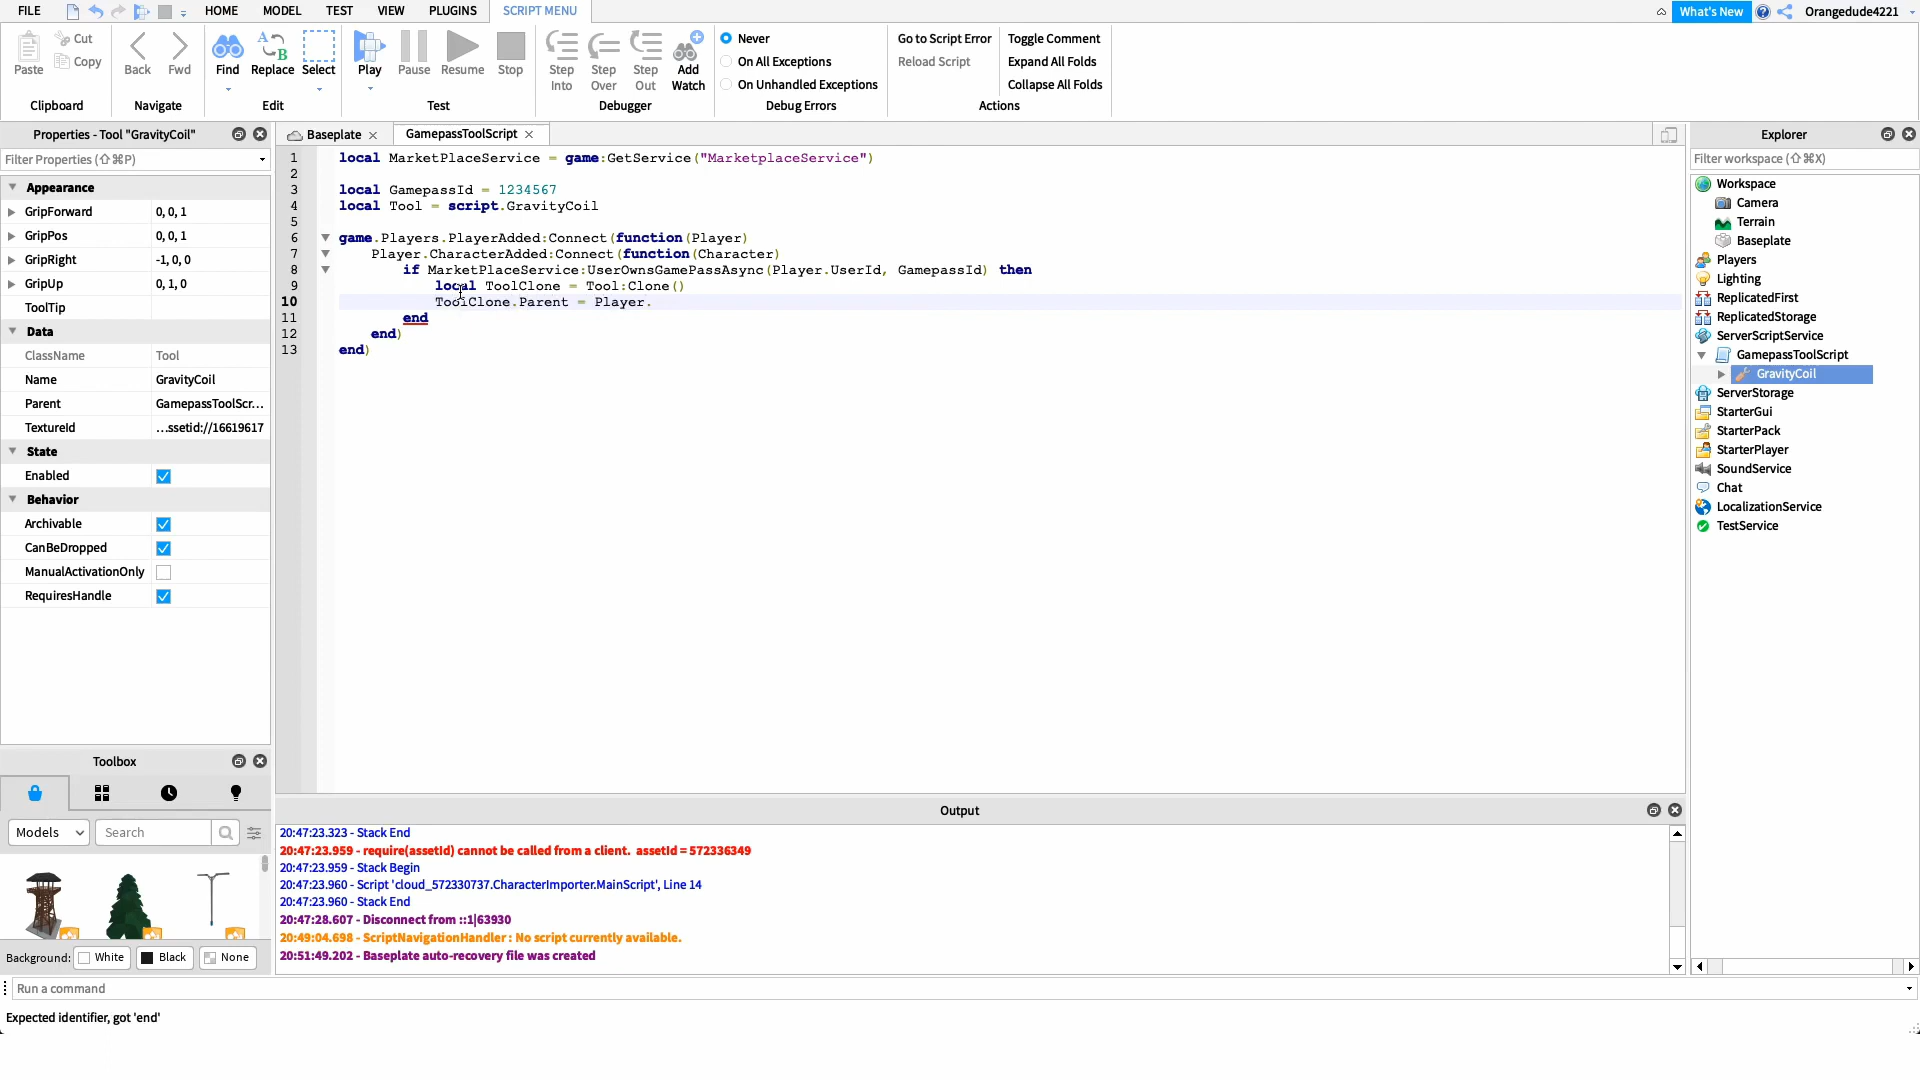 FILE HOME MODEL TEST VIEW PLUGINS SCRIPT MENU What's New Orangedude4221
Paste Cut Copy Back Fwd Find Replace Select Play Pause Resume Stop Step Into Step Over Step Out Add Watch
Never
On All Exceptions
On Unhandled Exceptions
Go to Script Error
Reload Script
Toggle Comment
Expand All Folds
Collapse All Folds
Clipboard Navigate Edit Test Debugger Debug Errors Actions
Properties - Tool "GravityCoil"
Filter Properties (⇧⌘P)
Appearance
GripForward 0, 0, 1
GripPos 0, 0, 1
GripRight -1, 0, 0
GripUp 0, 1, 0
ToolTip
Data
ClassName Tool
Name GravityCoil
Parent GamepassToolScr...
TextureId ...ssetid://16619617
State
Enabled
Behavior
Archivable
CanBeDropped
ManualActivationOnly
RequiresHandle
Toolbox
Models Search
Background: White Black None
Baseplate GamepassToolScript
1 local MarketPlaceService = game:GetService("MarketplaceService")
2
3 local GamepassId = 1234567
4 local Tool = script.GravityCoil
5
6 game.Players.PlayerAdded:Connect(function(Player)
7 Player.CharacterAdded:Connect(function(Character)
8 if MarketPlaceService:UserOwnsGamePassAsync(Player.UserId, GamepassId) then
9 local ToolClone = Tool:Clone()
10 ToolClone.Parent = Player.
11 end
12 end)
13 end)
Output
20:47:23.323 - Stack End
20:47:23.959 - require(assetId) cannot be called from a client. assetId = 572336349
20:47:23.959 - Stack Begin
20:47:23.960 - Script 'cloud_572330737.CharacterImporter.MainScript', Line 14
20:47:23.960 - Stack End
20:47:28.607 - Disconnect from ::1|63930
20:49:04.698 - ScriptNavigationHandler : No script currently available.
20:51:49.202 - Baseplate auto-recovery file was created
Explorer
Filter workspace (⇧⌘X)
Workspace
Camera
Terrain
Baseplate
Players
Lighting
ReplicatedFirst
ReplicatedStorage
ServerScriptService
GamepassToolScript
GravityCoil
ServerStorage
StarterGui
StarterPack
StarterPlayer
SoundService
Chat
LocalizationService
TestService
Run a command
Expected identifier, got 'end'